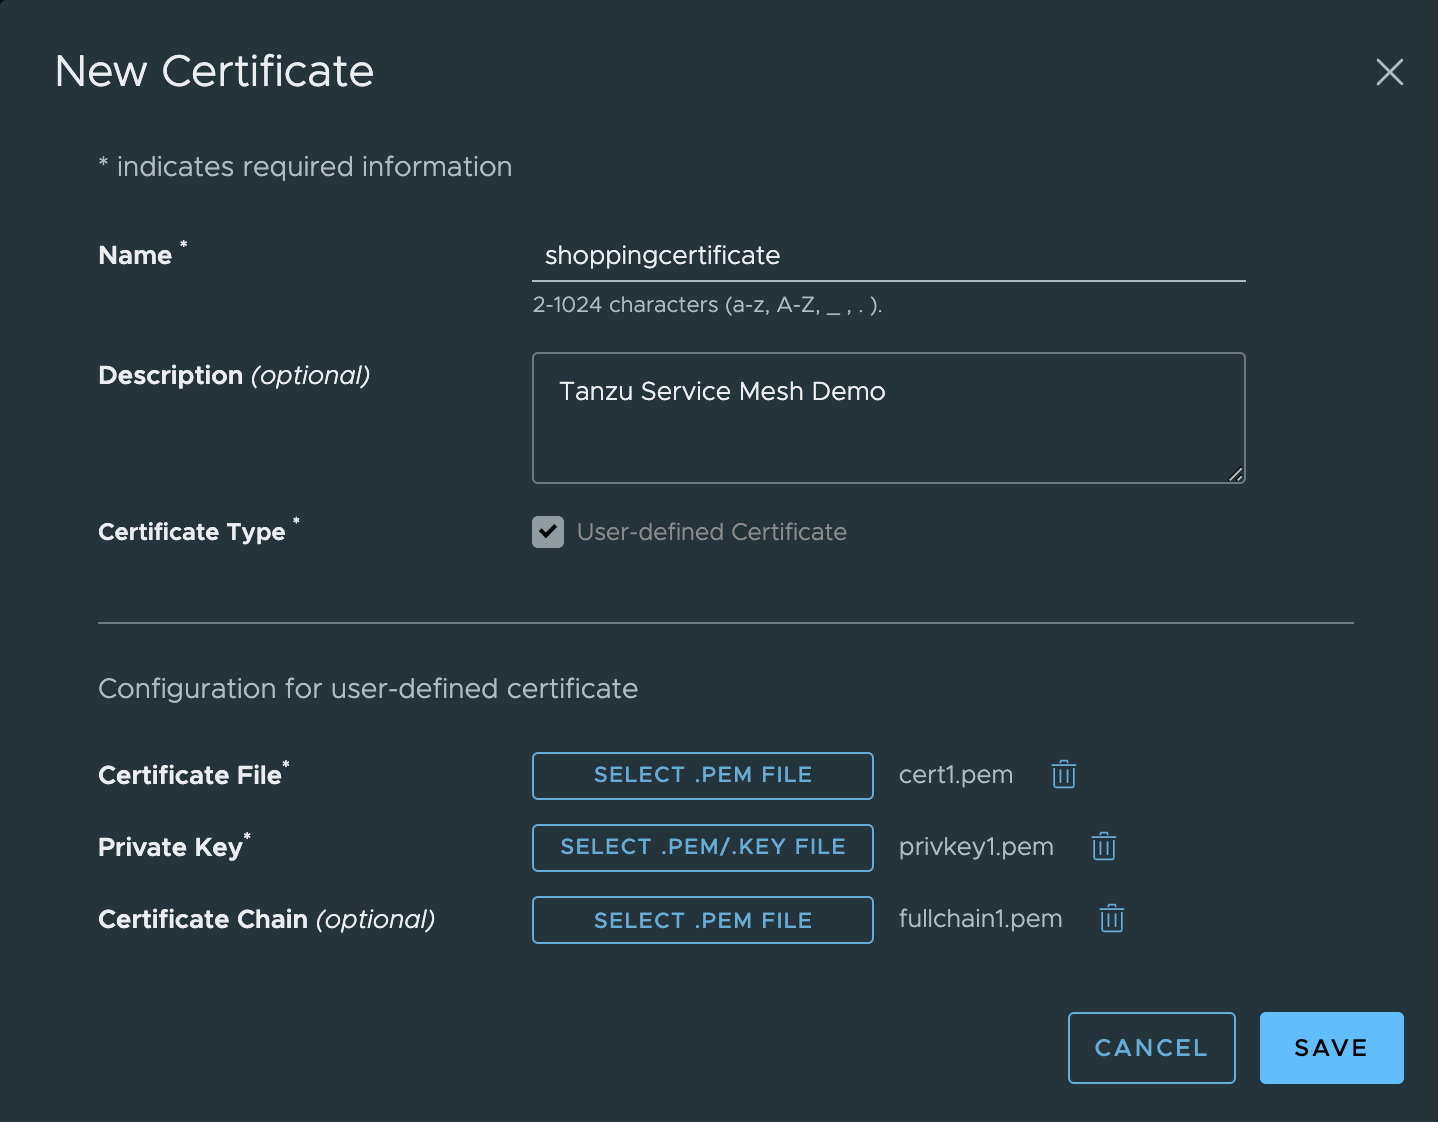 New Certificate
* indicates required information
Name *
shoppingcertificate
2-1024 characters (a-z, A-Z, _ , . ).
Description (optional)
Tanzu Service Mesh Demo
Certificate Type *
User-defined Certificate
Configuration for user-defined certificate
Certificate File* SELECT .PEM FILE cert1.pem
Private Key* SELECT .PEM/.KEY FILE privkey1.pem
Certificate Chain (optional) SELECT .PEM FILE fullchain1.pem
CANCEL SAVE